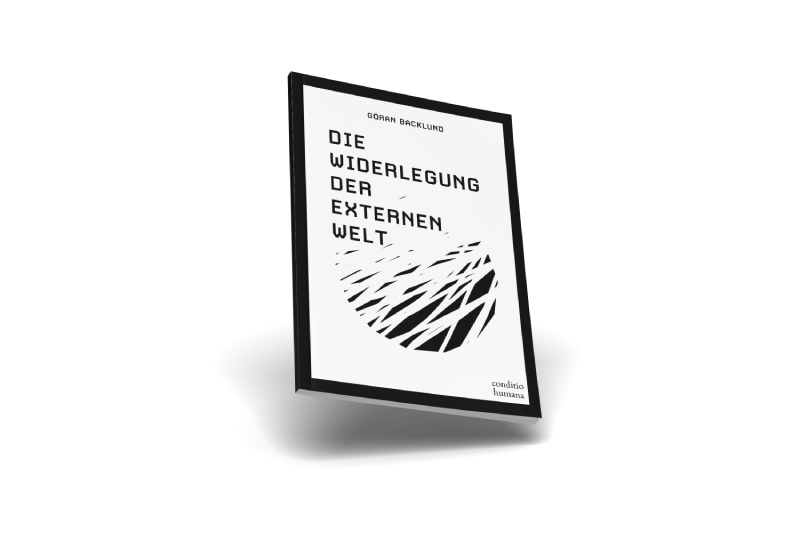 GÖRAN BACKLUND
DIE
WIDERLEGUNG
DER
EXTERNEN
WELT
conditio
humana